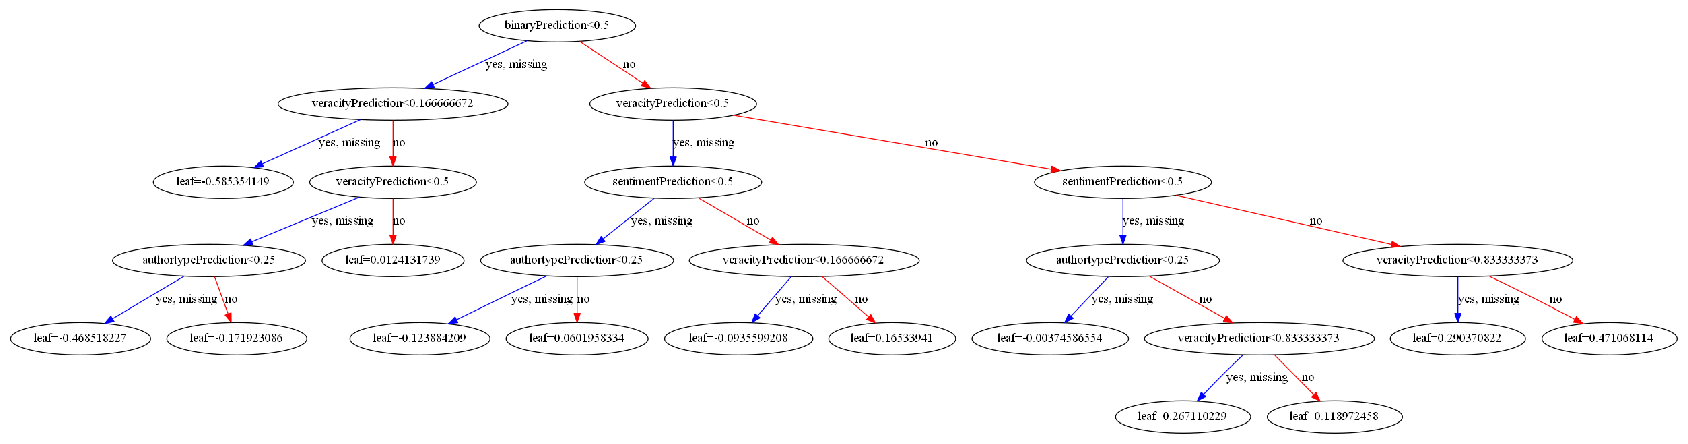 binaryPrediction<0.5
yes, missing
no
veracityPrediction<0.166666672
veracityPrediction<0.5
yes, missing
no
yes, missing
no
leaf=-0.585354149
veracityPrediction<0.5
sentimentPrediction<0.5
sentimentPrediction<0.5
yes, missing
no
yes, missing
no
yes, missing
no
authortypePrediction<0.25
leaf=0.0124131739
authortypePrediction<0.25
veracityPrediction<0.166666672
authortypePrediction<0.25
veracityPrediction<0.833333373
yes, missing
no
yes, missing
no
yes, missing
no
yes, missing
no
yes, missing
no
leaf=-0.468518227
leaf=-0.171923086
leaf=-0.123884209
leaf=0.0601958334
leaf=-0.0935599208
leaf=0.16533941
leaf=-0.00374586554
veracityPrediction<0.833333373
leaf=0.290370822
leaf=0.471068114
yes, missing
no
leaf=0.267110229
leaf=0.118972458